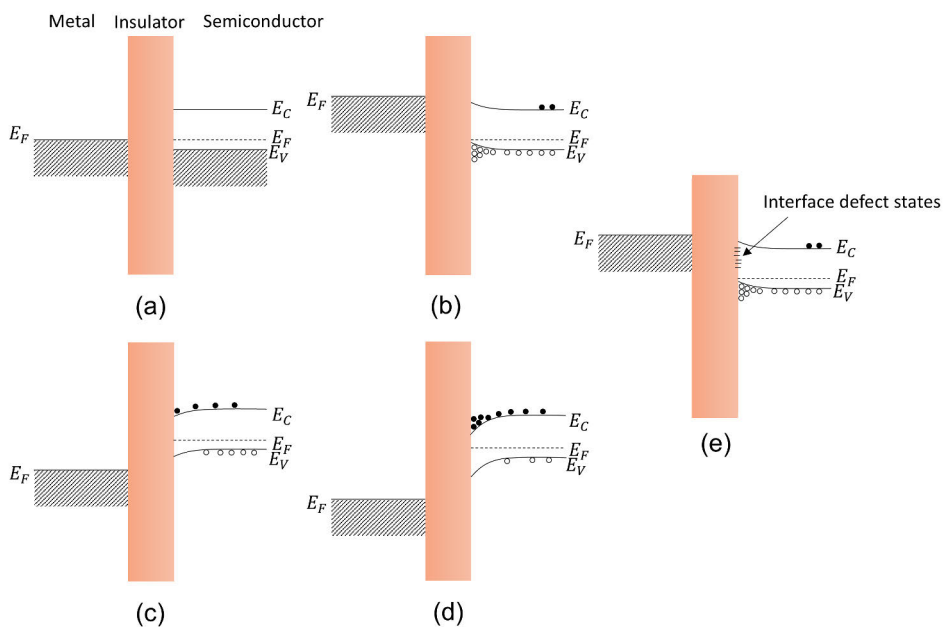 Metal Insulator Semiconductor
E_F E_C E_F E_V
(a)
E_F E_C E_F E_V
(b)
Interface defect states
E_F E_C E_F E_V
(e)
E_F E_C E_F E_V
(c)
E_F E_C E_F E_V
(d)